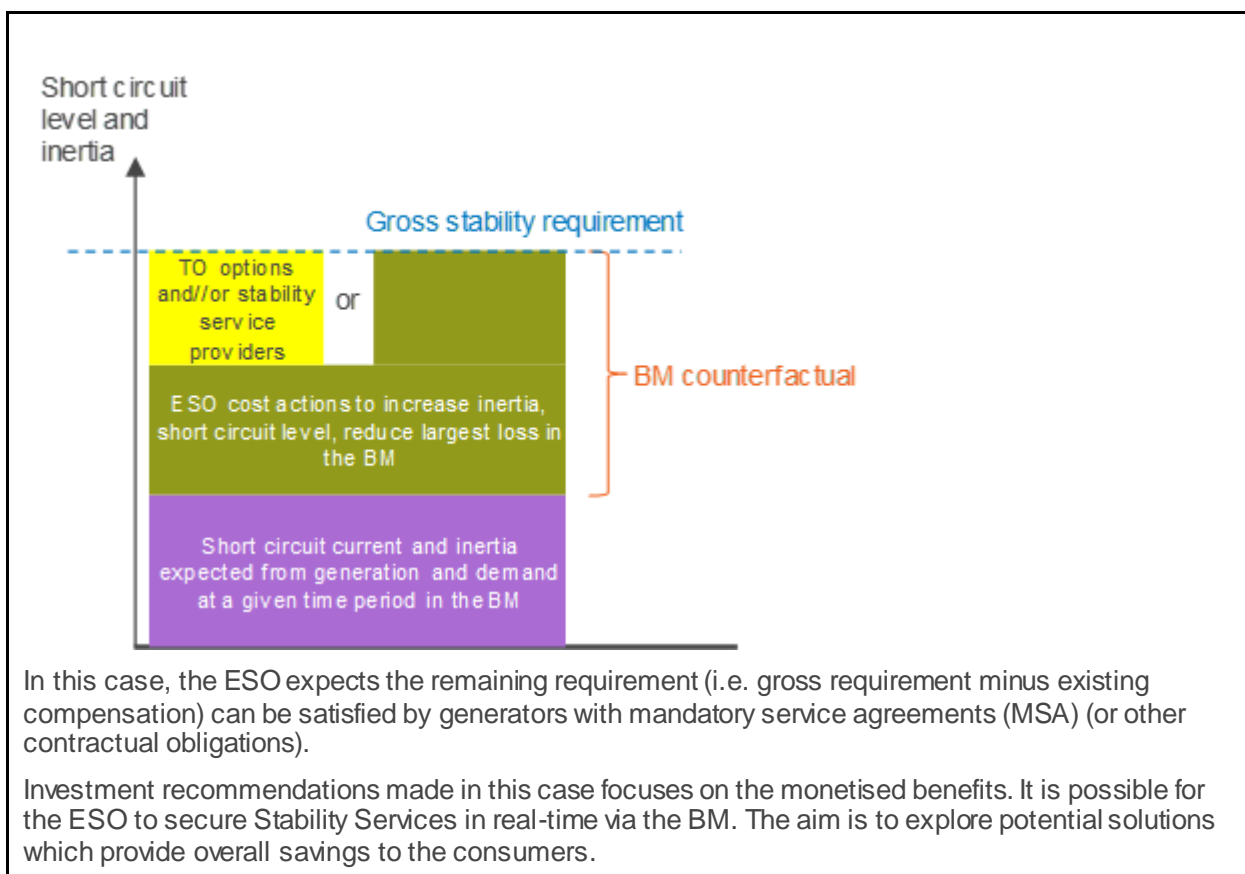 Short circuit
level and
inertia
Gross stability requirement
TO options
and//or stability
service
providers
or
BM counterfactual
ESO cost actions to increase inertia,
short circuit level, reduce largest loss in
the BM
Short circuit current and inertia
expected from generation and demand
at a given time period in the BM
In this case, the ESO expects the remaining requirement (i.e. gross requirement minus existing
compensation) can be satisfied by generators with mandatory service agreements (MSA) (or other
contractual obligations).
Investment recommendations made in this case focuses on the monetised benefits. It is possible for
the ESO to secure Stability Services in real-time via the BM. The aim is to explore potential solutions
which provide overall savings to the consumers.